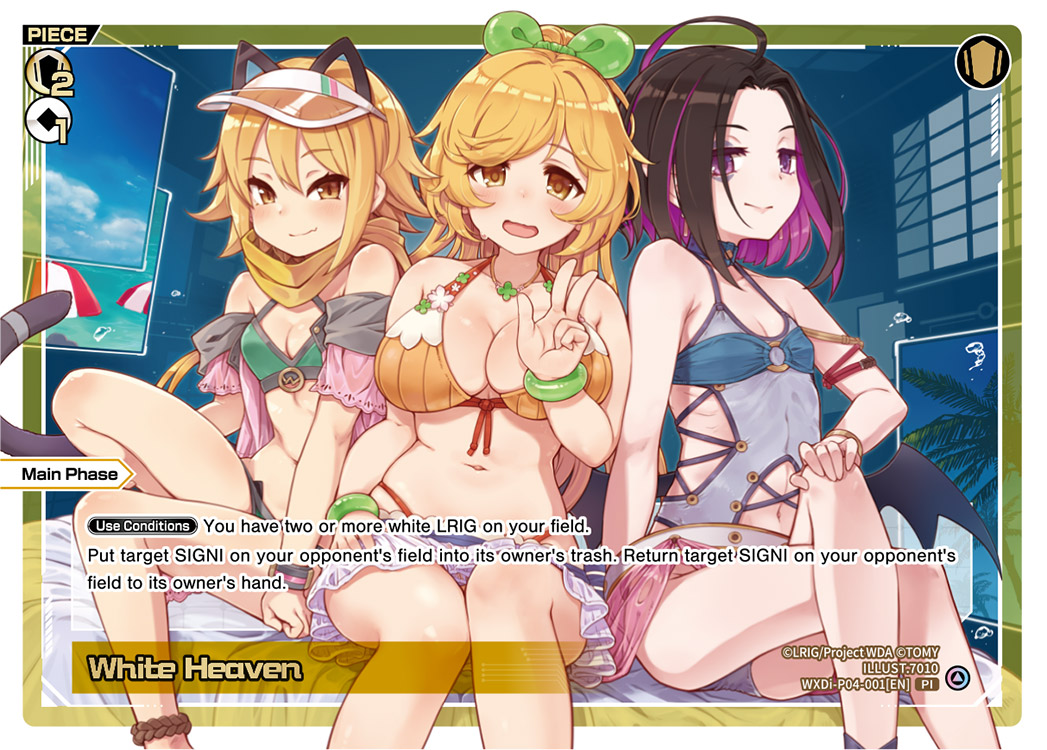 PIECE
2
1
Main Phase
Use Conditions You have two or more white LRIG on your field.
Put target SIGNI on your opponent's field into its owner's trash. Return target SIGNI on your opponent's
field to its owner's hand.
White Heaven
©LRIG/Project WDA ©TOMY
ILLUST.7010
WXDi-P04-001[EN] PI